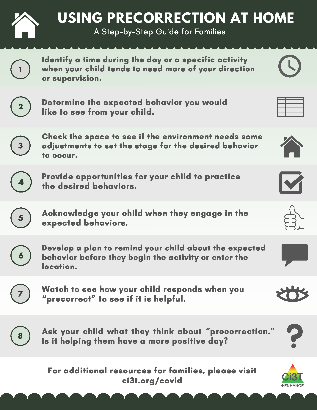 USING PRECORRECTION AT HOME
A Step-by-Step Guide for Families
1
Identify a time during the day or a specific activity
when your child tends to need more of your direction
or supervision.
2
Determine the expected behavior you would
like to see from your child.
3
Check the space to see if the environment needs some
adjustments to set the stage for the desired behavior
to occur.
4
Provide opportunities for your child to practice
the desired behaviors.
5
Acknowledge your child when they engage in the
expected behaviors.
6
Develop a plan to remind your child about the expected
behavior before they begin the activity or enter the
location.
7
Watch to see how your child responds when you
"precorrect" to see if it is helpful.
8
Ask your child what they think about "precorrection."
Is it helping them have a more positive day?
For additional resources for families, please visit
ci3t.org/covid
CI3T